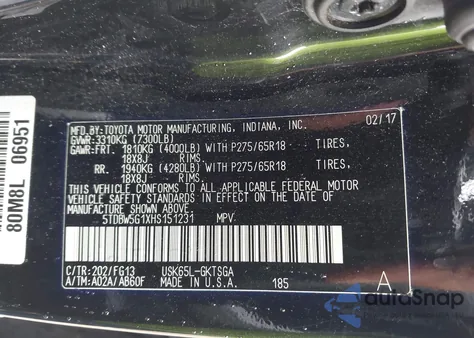 80M8L 06951
MFD. BY: TOYOTA MOTOR MANUFACTURING, INDIANA, INC. 02/17
GVWR: 3310KG (7300LB)
GAWR: FRT. 1810KG (4000LB) WITH P275/65R18 TIRES,
18X8J RIMS.
RR. 1940KG (4280LB) WITH P275/65R18 TIRES,
18X8J RIMS.
THIS VEHICLE CONFORMS TO ALL APPLICABLE FEDERAL MOTOR
VEHICLE SAFETY STANDARDS IN EFFECT ON THE DATE OF
MANUFACTURE SHOWN ABOVE.
5TDBW5G1XHS151231 MPV.
C/TR: 202/FG13 USK65L-GKTSGA
A/TM: A02A/AB60F MADE IN U.S.A. 185 A
autoSnap